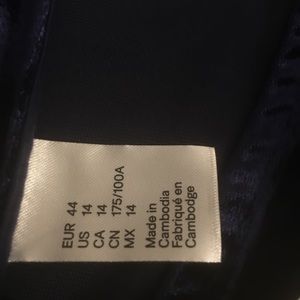 EUR 44
US 14
CA 14
CN 175/100A
MX 14
Made in
Cambodia
Fabriqué en
Cambodge